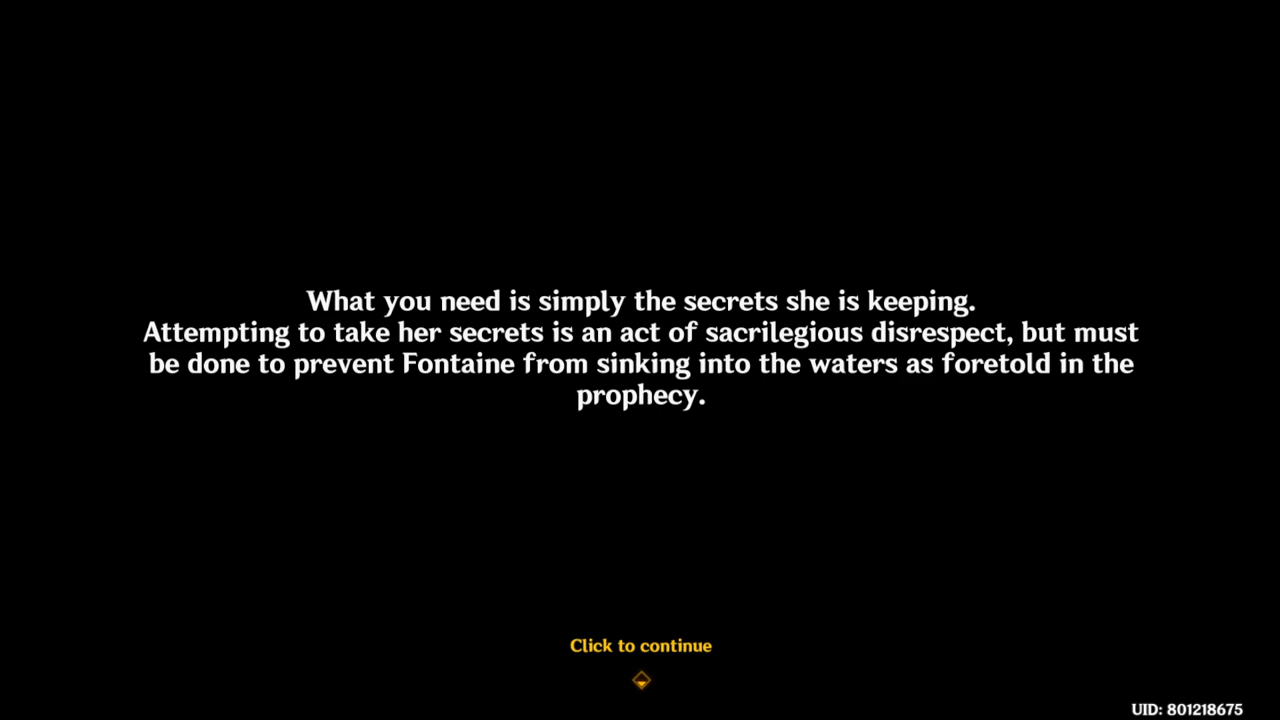 What you need is simply the secrets she is keeping.
Attempting to take her secrets is an act of sacrilegious disrespect, but must
be done to prevent Fontaine from sinking into the waters as foretold in the
prophecy.
Click to continue
UID: 801218675